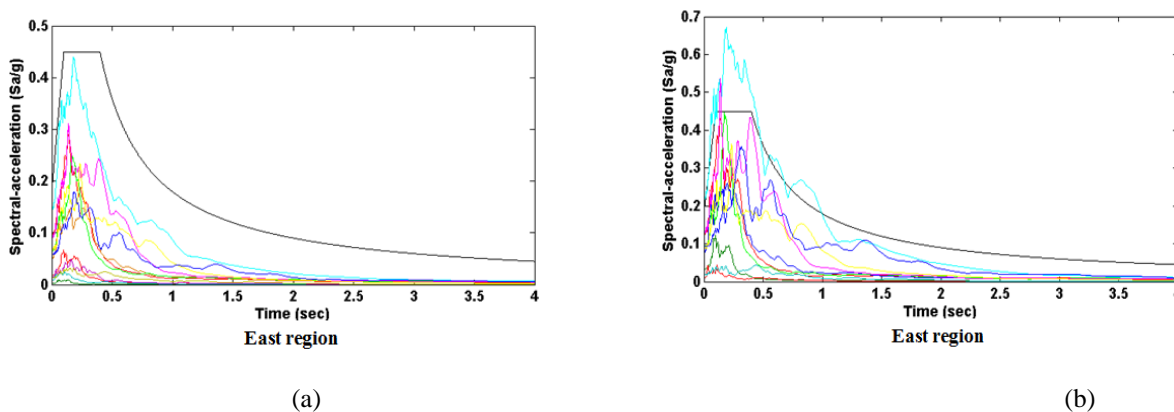 0.5
0.4
0.3
0.2
0.1
0
0 0.5 1 1.5 2 2.5 3 3.5 4
Spectral-acceleration (Sa/g)
Time (sec)
East region
(a)
0.7
0.6
0.5
0.4
0.3
0.2
0.1
0
0 0.5 1 1.5 2 2.5 3 3.5 4
Spectral-acceleration (Sa/g)
Time (sec)
East region
(b)